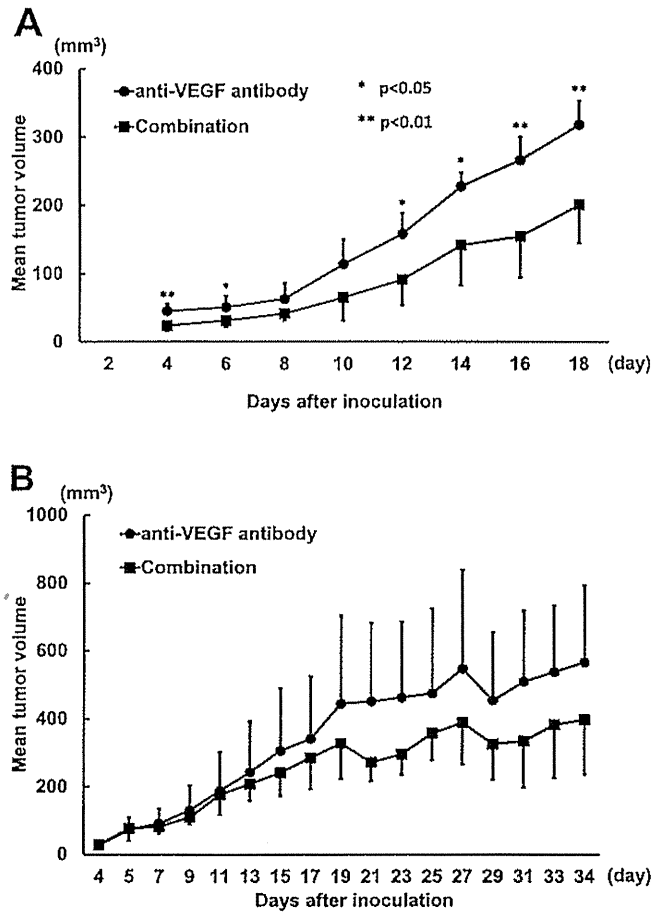 A
(mm³)
400
300
200
100
0
Mean tumor volume
anti-VEGF antibody
Combination
* p<0.05
** p<0.01
** * * * ** **
2 4 6 8 10 12 14 16 18 (day)
Days after inoculation
B
(mm³)
1000
800
600
400
200
0
Mean tumor volume
anti-VEGF antibody
Combination
4 5 7 9 11 13 15 17 19 21 23 25 27 29 31 33 34 (day)
Days after inoculation